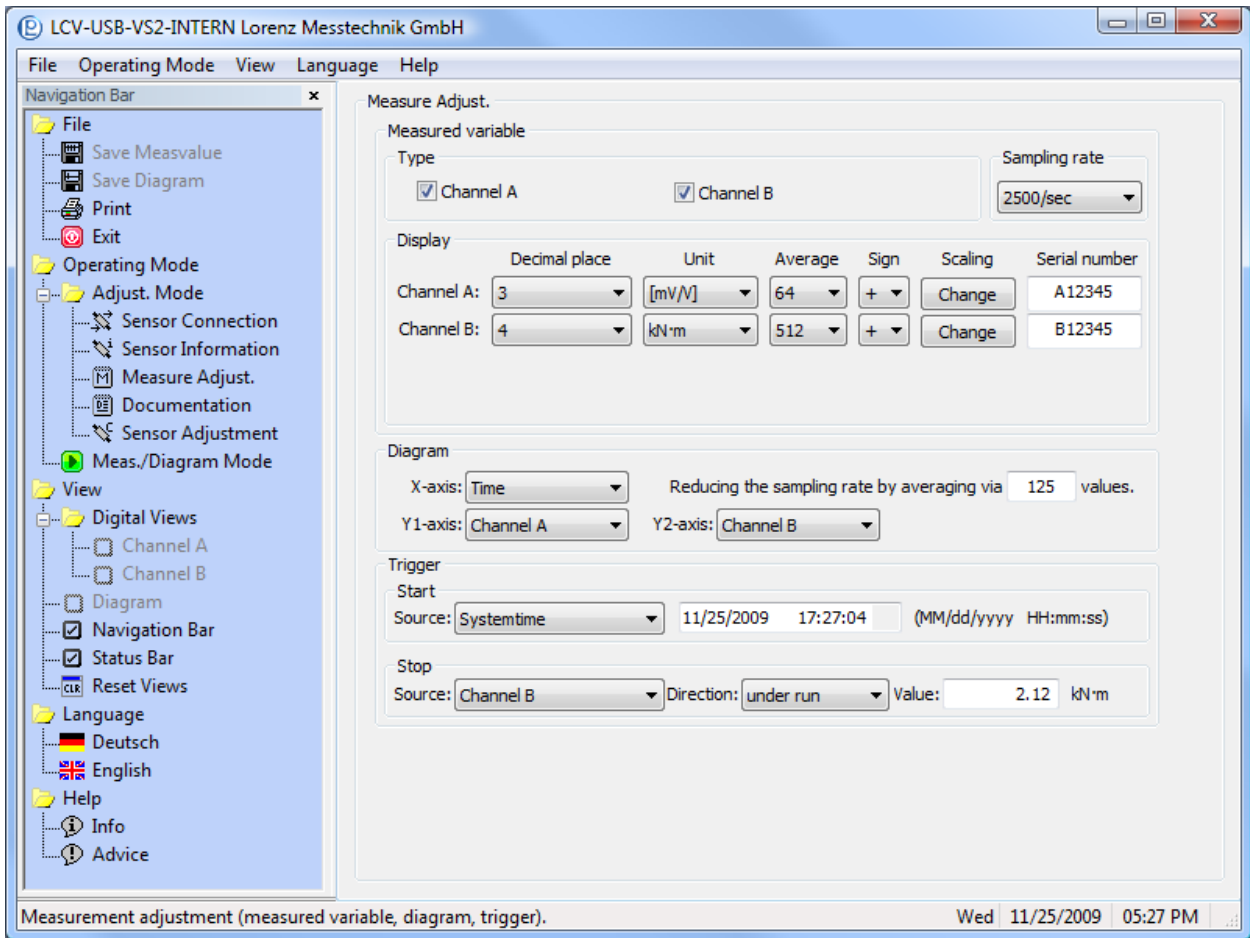 LCV-USB-VS2-INTERN Lorenz Messtechnik GmbH
File Operating Mode View Language Help
Navigation Bar
File
Save Measvalue
Save Diagram
Print
Exit
Operating Mode
Adjust. Mode
Sensor Connection
Sensor Information
Measure Adjust.
Documentation
Sensor Adjustment
Meas./Diagram Mode
View
Digital Views
Channel A
Channel B
Diagram
Navigation Bar
Status Bar
Reset Views
Language
Deutsch
English
Help
Info
Advice
Measure Adjust.
Measured variable
Type
Channel A Channel B
Sampling rate
2500/sec
Display
Decimal place Unit Average Sign Scaling Serial number
Channel A: 3 [mV/V] 64 + Change A12345
Channel B: 4 kN·m 512 + Change B12345
Diagram
X-axis: Time Reducing the sampling rate by averaging via 125 values.
Y1-axis: Channel A Y2-axis: Channel B
Trigger
Start
Source: Systemtime 11/25/2009 17:27:04 (MM/dd/yyyy HH:mm:ss)
Stop
Source: Channel B Direction: under run Value: 2.12 kN·m
Measurement adjustment (measured variable, diagram, trigger). Wed 11/25/2009 05:27 PM